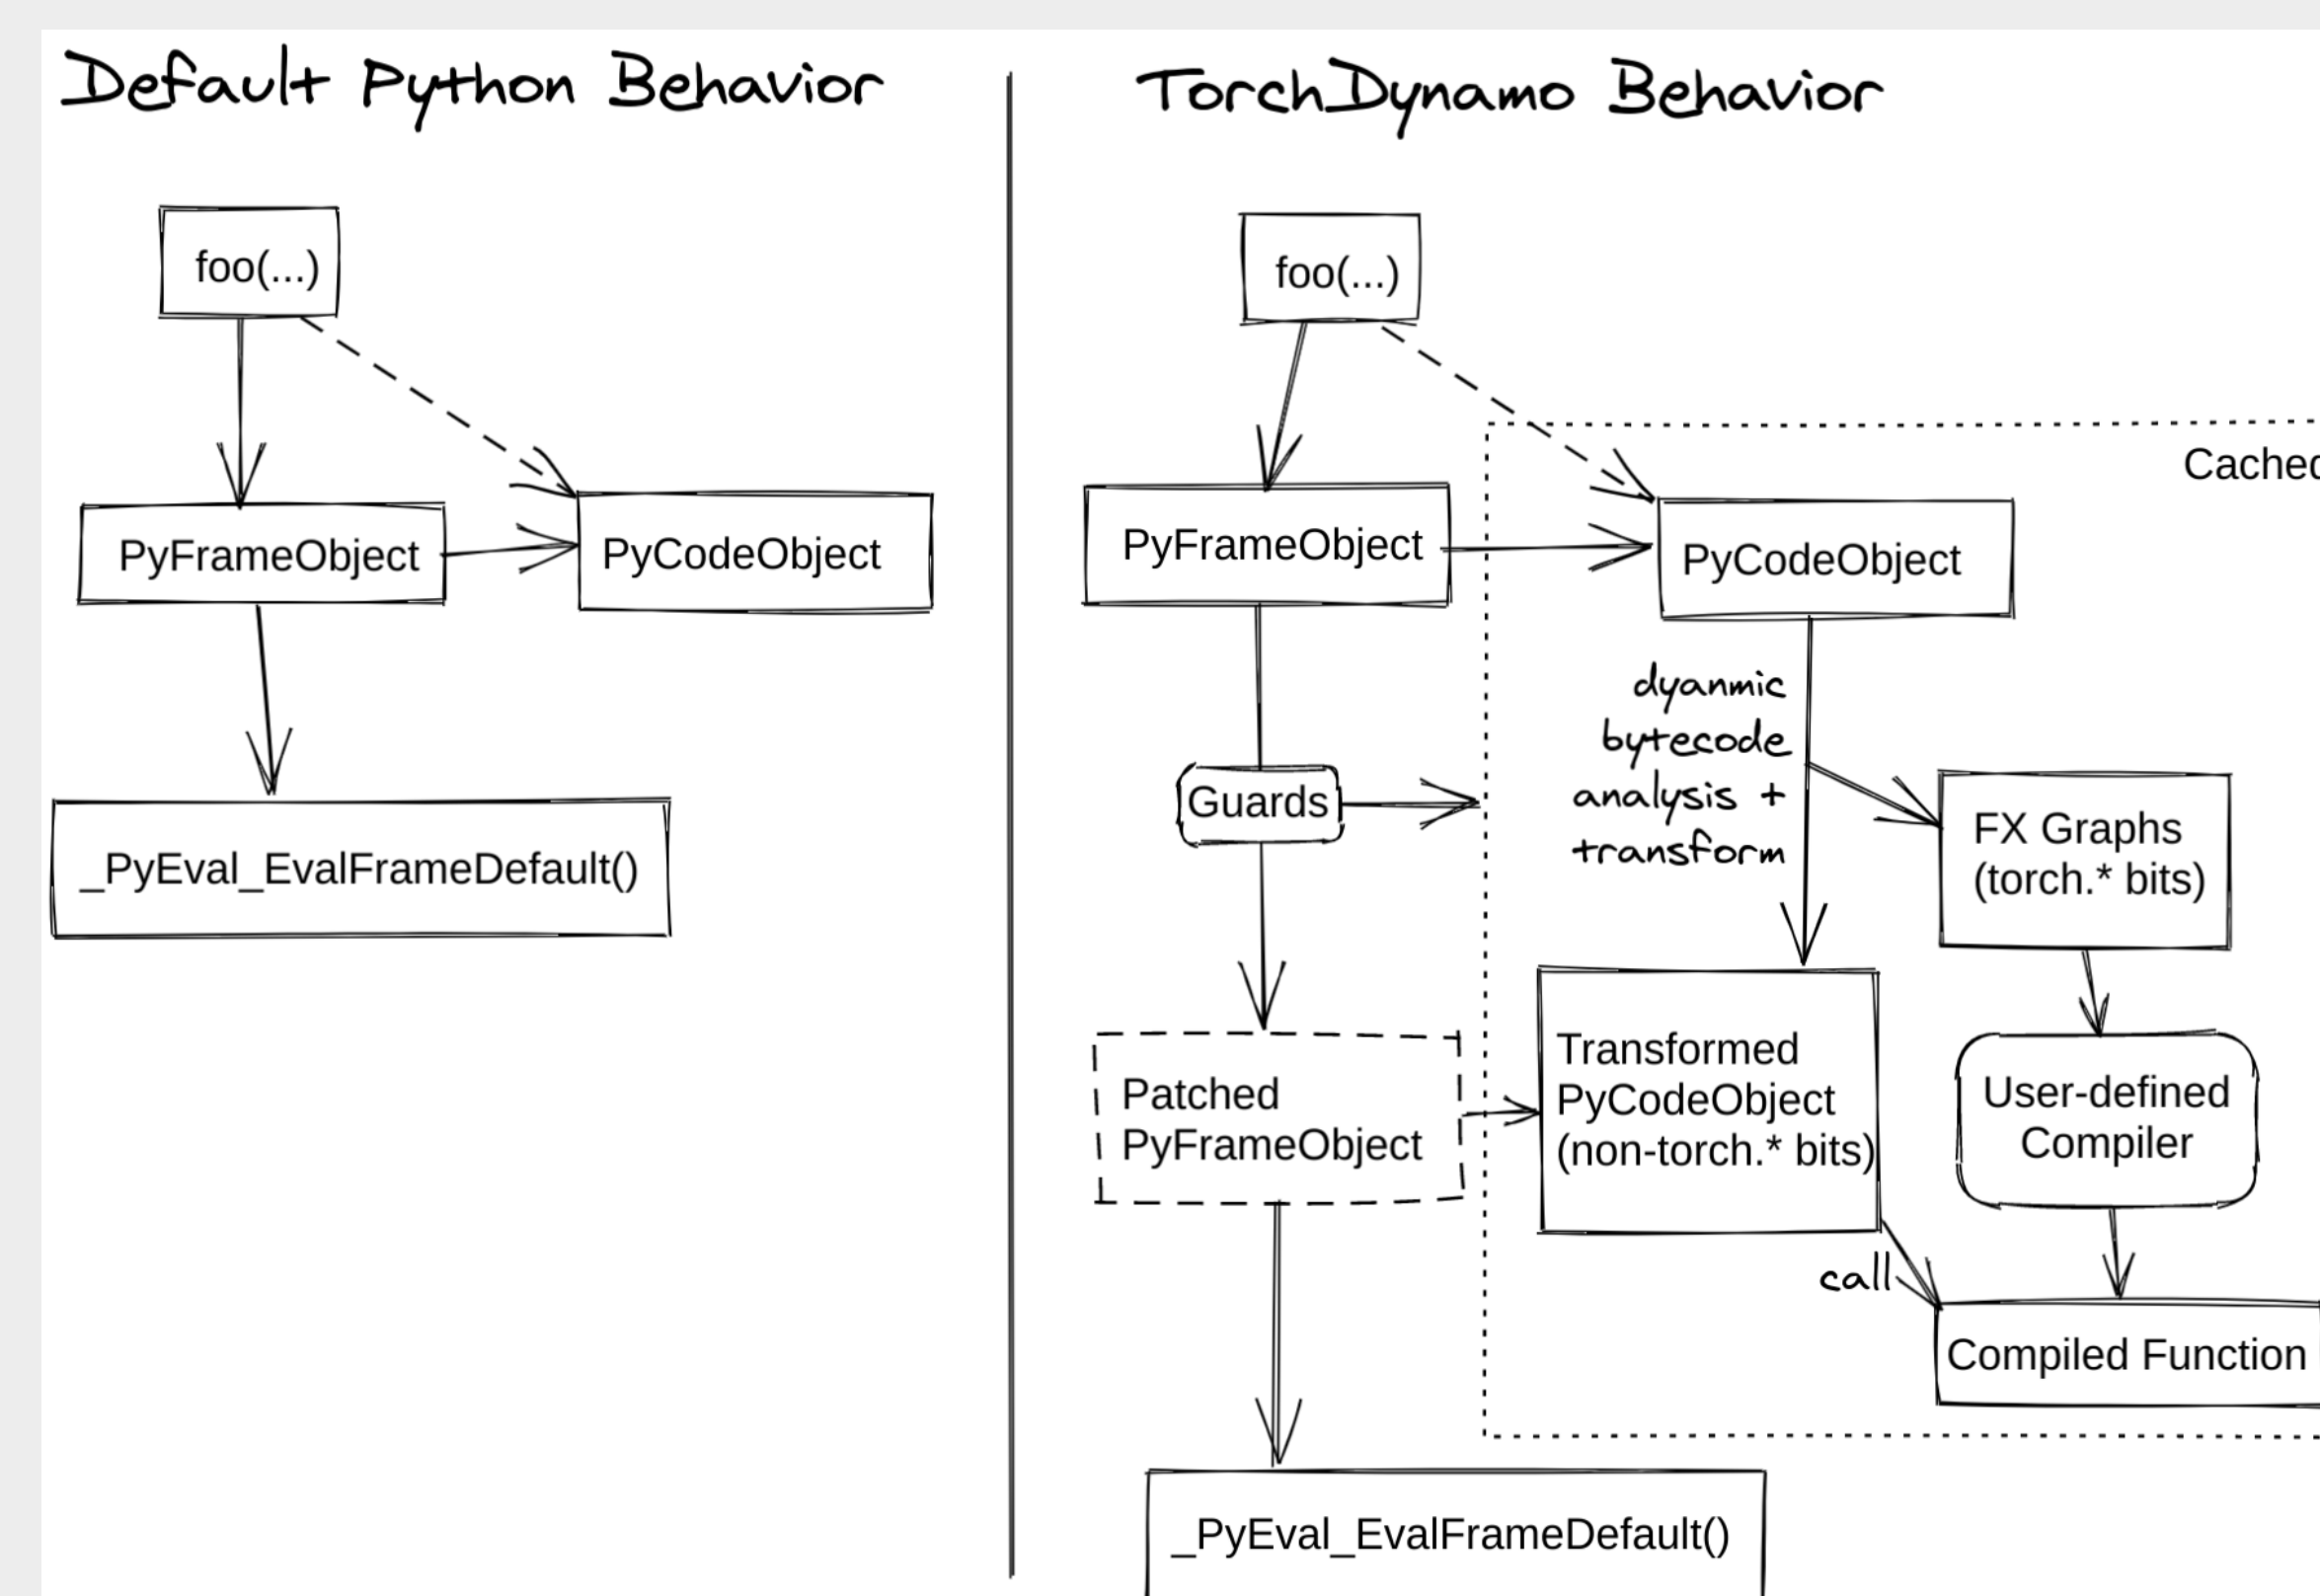 Default Python Behavior
foo(...)
PyFrameObject
PyCodeObject
_PyEval_EvalFrameDefault()
TorchDynamo Behavior
foo(...)
Cached
PyFrameObject
PyCodeObject
dyanmic
bytecode
analysis +
transform
Guards
FX Graphs
(torch.* bits)
Patched
PyFrameObject
Transformed
PyCodeObject
(non-torch.* bits)
User-defined
Compiler
call
Compiled Function
_PyEval_EvalFrameDefault()